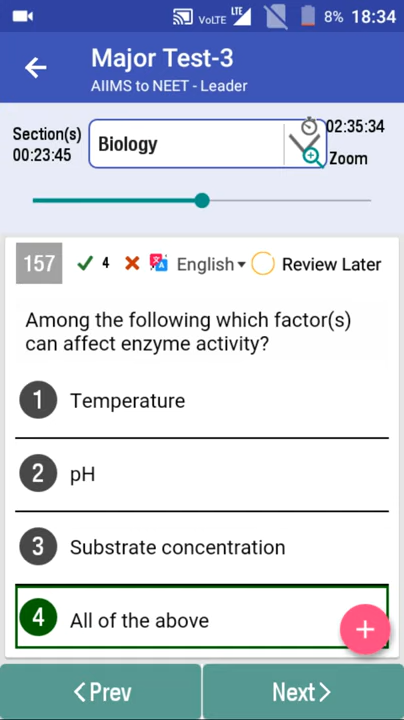 VoLTE LTE 8% 18:34
Major Test-3
AIIMS to NEET - Leader
Section(s)
00:23:45
Biology
02:35:34
Zoom
157 4 English Review Later
Among the following which factor(s)
can affect enzyme activity?
1 Temperature
2 pH
3 Substrate concentration
4 All of the above
+
<Prev Next>